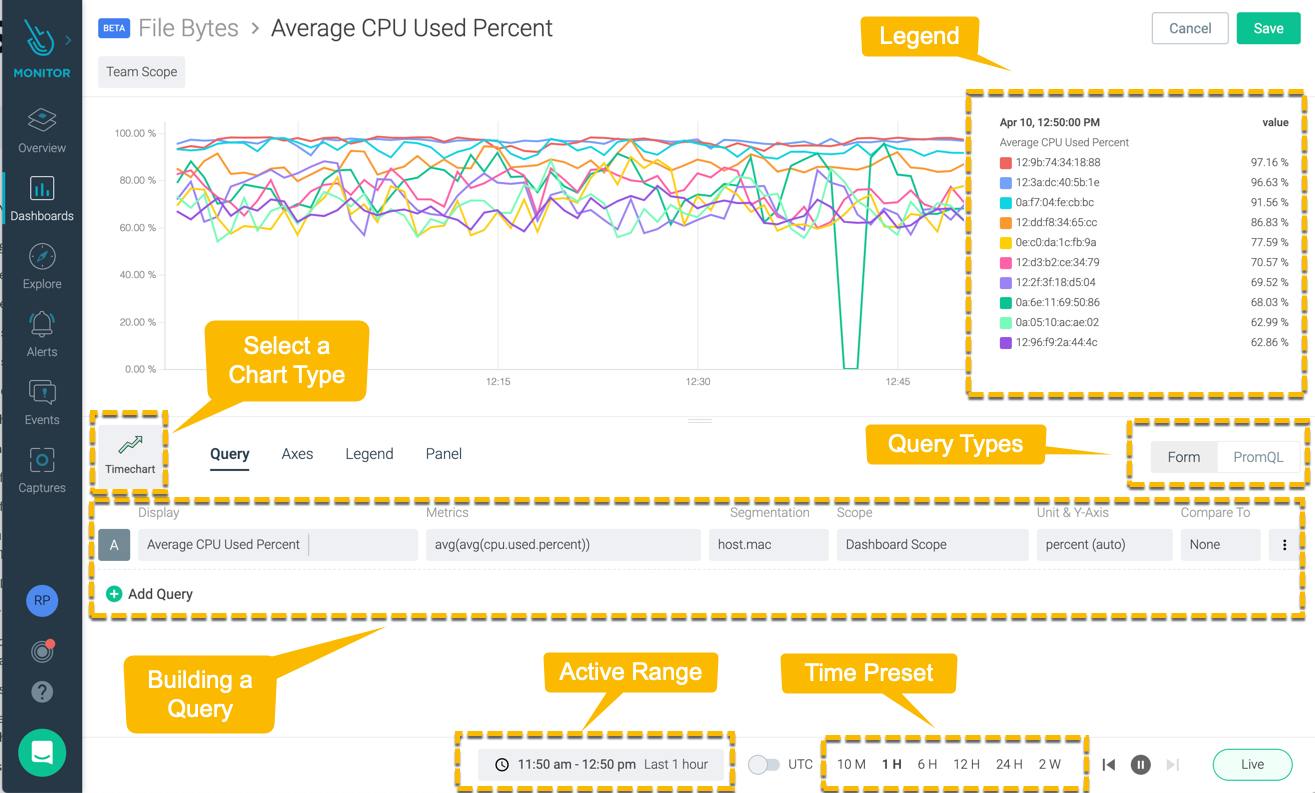 BETA File Bytes > Average CPU Used Percent
Legend
Cancel
Save
MONITOR
Team Scope
Overview
Dashboards
Explore
Alerts
Events
Captures
RP
?
100.00 %
80.00 %
60.00 %
40.00 %
20.00 %
0.00 %
12:15
12:30
12:45
Apr 10, 12:50:00 PM value
Average CPU Used Percent
12:9b:74:34:18:88 97.16 %
12:3a:dc:40:5b:1e 96.63 %
0a:f7:04:fe:cb:bc 91.56 %
12:dd:f8:34:65:cc 86.83 %
0e:c0:da:1c:fb:9a 77.59 %
12:d3:b2:ce:34:79 70.57 %
12:2f:3f:18:d5:04 69.52 %
0a:6e:11:69:50:86 68.03 %
0a:05:10:ac:ae:02 62.99 %
12:96:f9:2a:44:4c 62.86 %
Select a
Chart Type
Timechart
Query Axes Legend Panel
Query Types
Form PromQL
Display Metrics Segmentation Scope Unit & Y-Axis Compare To
A Average CPU Used Percent avg(avg(cpu.used.percent)) host.mac Dashboard Scope percent (auto) None
Add Query
Building a
Query
Active Range
Time Preset
11:50 am - 12:50 pm Last 1 hour
UTC
10 M 1 H 6 H 12 H 24 H 2 W
Live